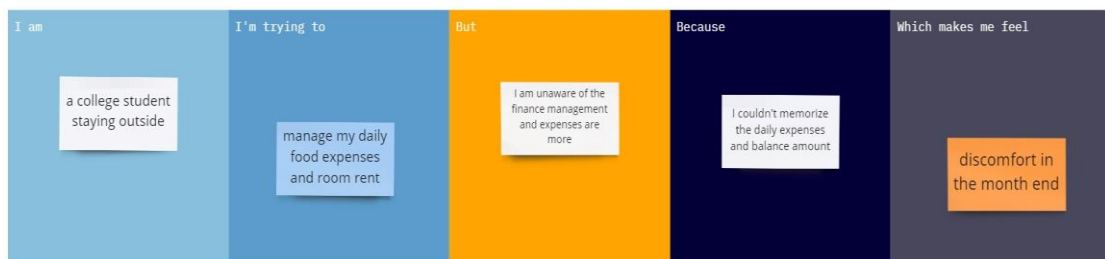 I am
a college student
staying outside
I'm trying to
manage my daily
food expenses
and room rent
But
I am unaware of the
finance management
and expenses are
more
Because
I couldn't memorize
the daily expenses
and balance amount
Which makes me feel
discomfort in
the month end